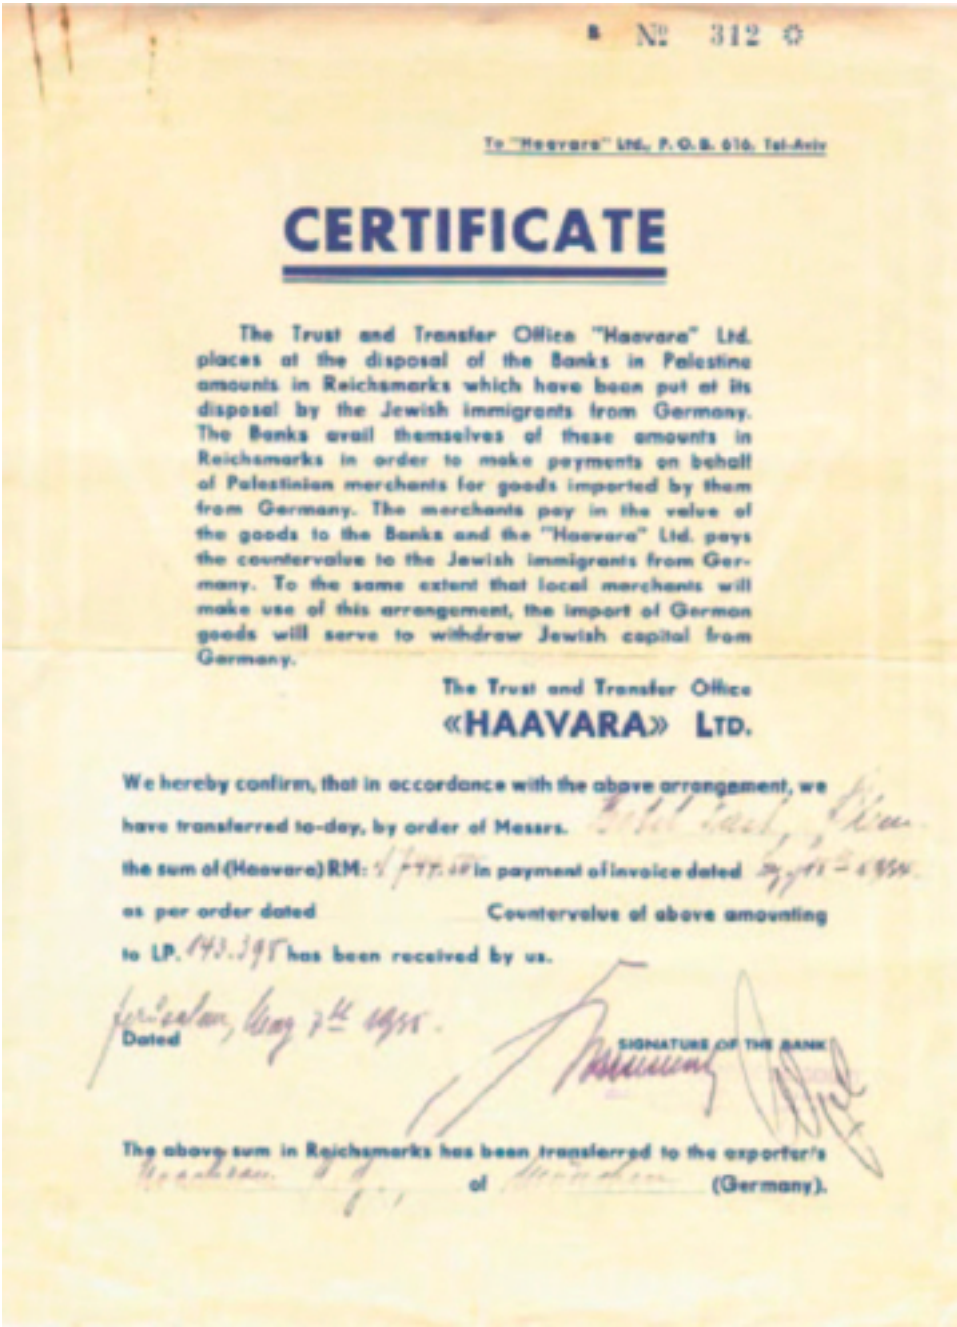 B No 312
To "Haavara" Ltd., P.O.B. 616, Tel-Aviv
CERTIFICATE
The Trust and Transfer Office "Haavara" Ltd.
places at the disposal of the Banks in Palestine
amounts in Reichsmarks which have been put at its
disposal by the Jewish immigrants from Germany.
The Banks avail themselves of these amounts in
Reichsmarks in order to make payments on behalf
of Palestinian merchants for goods imported by them
from Germany. The merchants pay in the value of
the goods to the Banks and the "Haavara" Ltd. pays
the countervalue to the Jewish immigrants from Ger-
many. To the same extent that local merchants will
make use of this arrangement, the import of German
goods will serve to withdraw Jewish capital from
Germany.
The Trust and Transfer Office
«HAAVARA» LTD.
We hereby confirm, that in accordance with the above arrangement, we
have transferred to-day, by order of Messrs.
the sum of (Haavara) RM: in payment of invoice dated
as per order dated Countervalue of above amounting
to LP. 143.395 has been received by us.
Jerusalem, May 7th
Dated SIGNATURE OF THE BANK
The above sum in Reichsmarks has been transferred to the exporter's
of München (Germany).